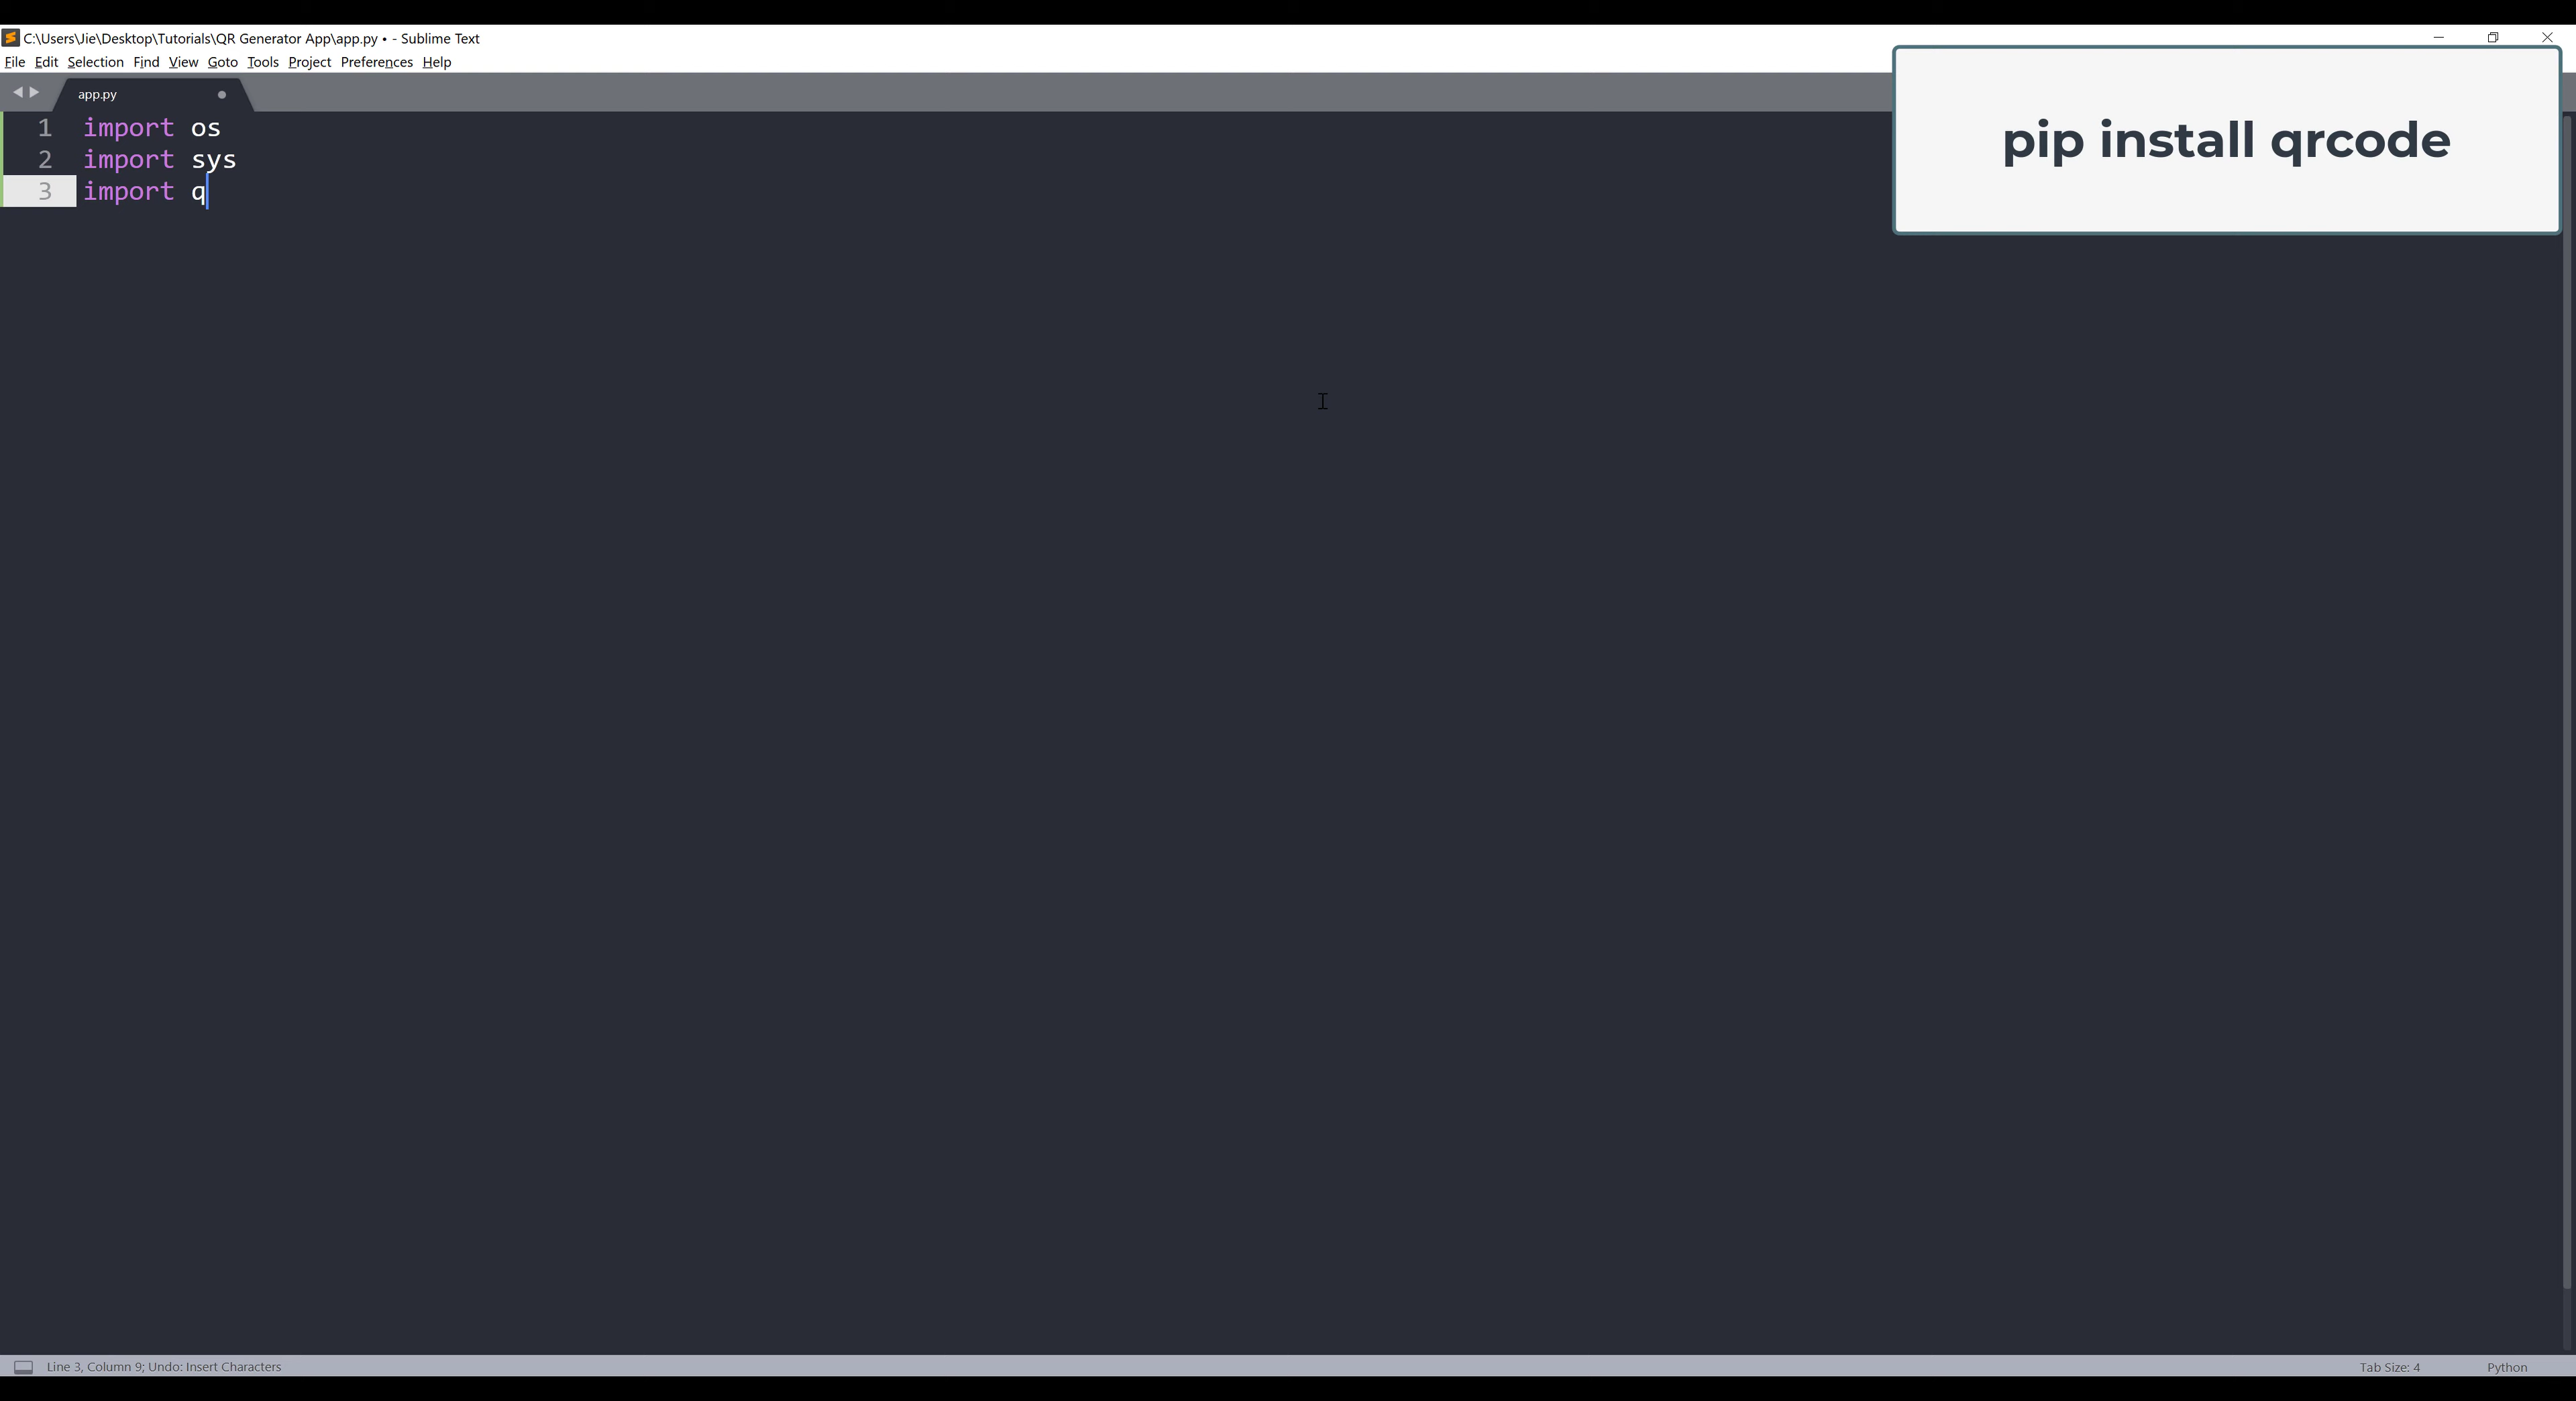 C:\Users\Jie\Desktop\Tutorials\QR Generator App\app.py • - Sublime Text
File Edit Selection Find View Goto Tools Project Preferences Help
app.py
pip install qrcode
1 import os
2 import sys
3 import q
Line 3, Column 9; Undo: Insert Characters
Tab Size: 4
Python